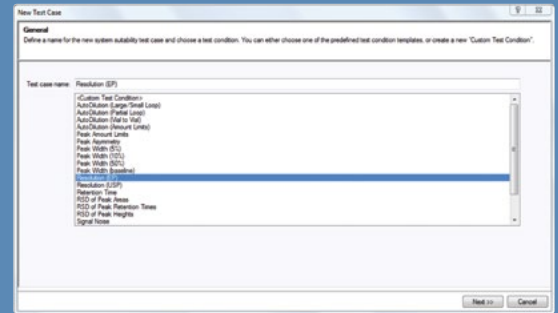 New Test Case
General
Define a name for the new system suitability test case and choose a test condition. You can either choose one of the predefined test condition templates, or create a new "Custom Test Condition".
Test case name: Resolution (EP)
<Custom Test Condition>
AutoDilution (Large/Small Loop)
AutoDilution (Partial Loop)
AutoDilution (Vial to Vial)
AutoDilution (Amount Limits)
Peak Amount Limits
Peak Asymmetry
Peak Width (5%)
Peak Width (10%)
Peak Width (50%)
Peak Width (baseline)
Resolution (EP)
Resolution (USP)
Retention Time
RSD of Peak Areas
RSD of Peak Retention Times
RSD of Peak Heights
Signal Noise
Next >>
Cancel